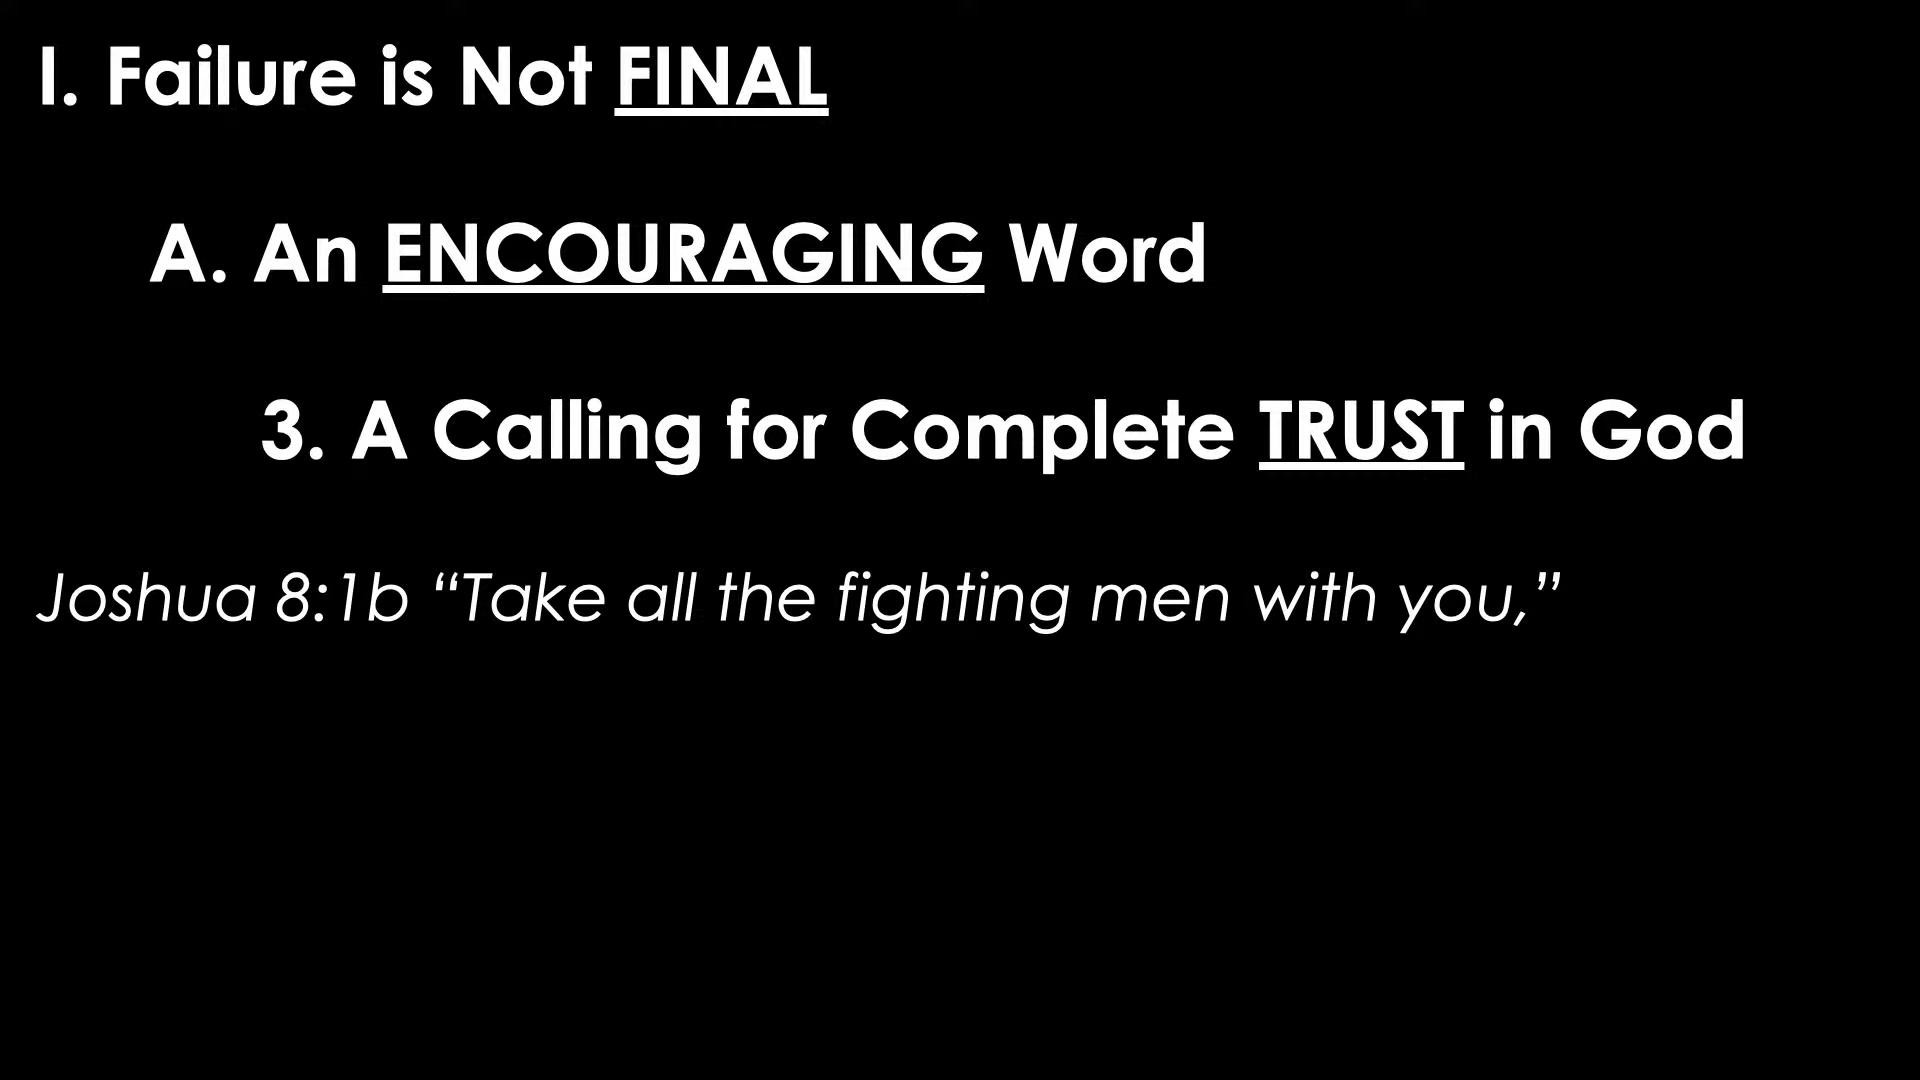 I. Failure is Not FINAL
A. An ENCOURAGING Word
3. A Calling for Complete TRUST in God
Joshua 8:1b “Take all the fighting men with you,”